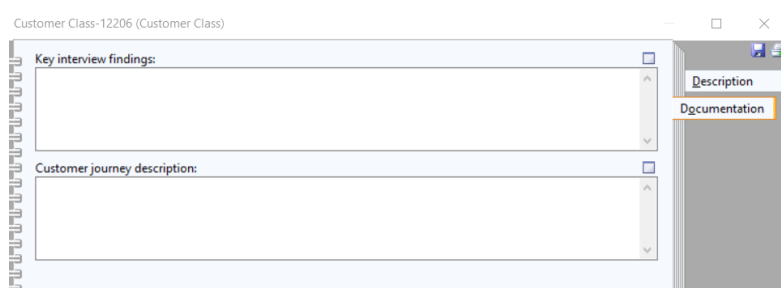 Customer Class-12206 (Customer Class)
Key interview findings:
Description
Documentation
Customer journey description: